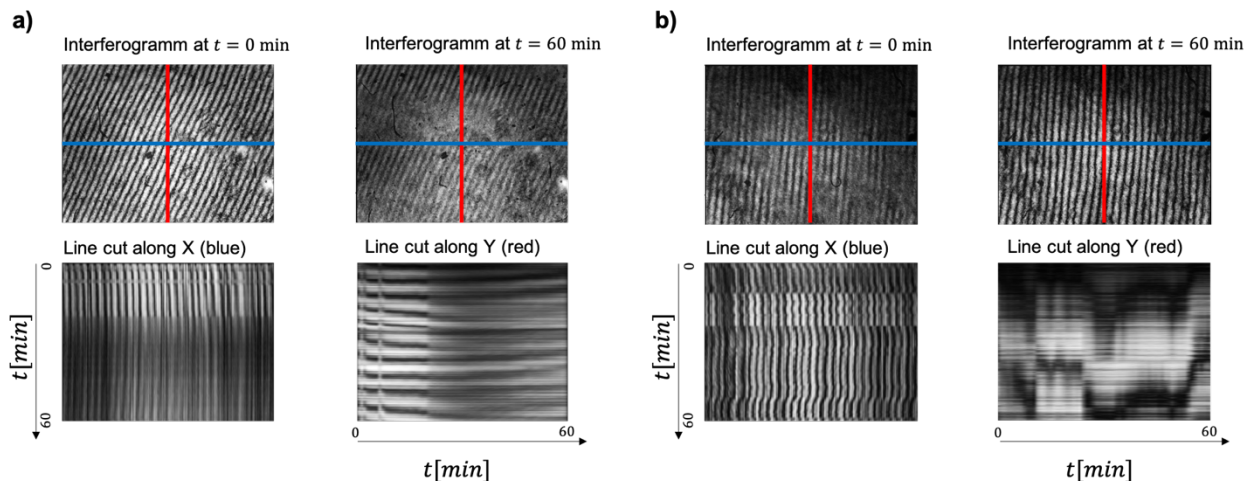 a)
Interferogramm at t = 0 min
Interferogramm at t = 60 min
Line cut along X (blue)
Line cut along Y (red)
0
t[min]
60
0
60
t[min]
b)
Interferogramm at t = 0 min
Interferogramm at t = 60 min
Line cut along X (blue)
Line cut along Y (red)
0
t[min]
60
0
60
t[min]